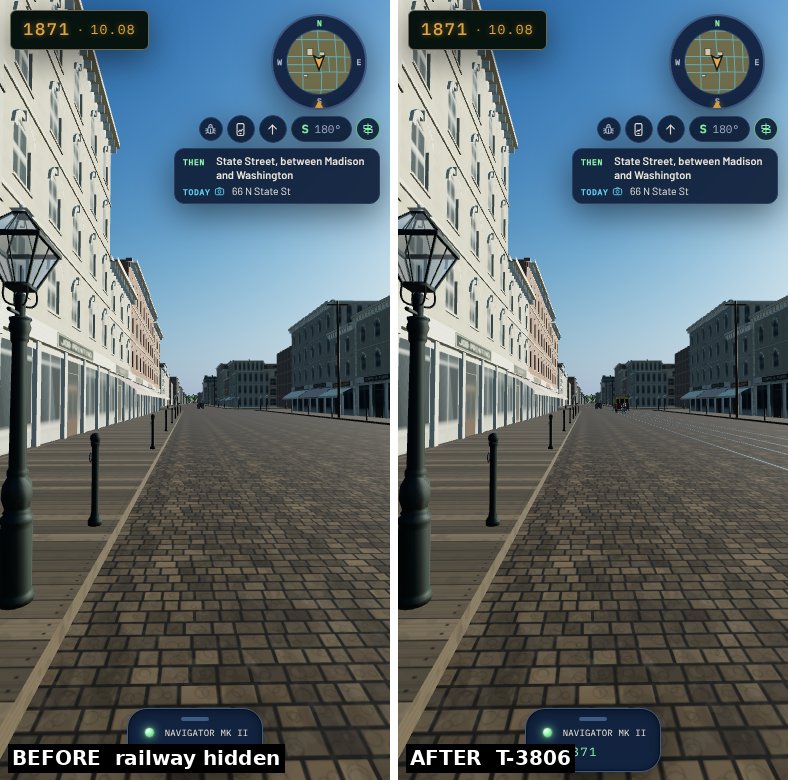 1871 · 10.08
N
W
E
S
S 180°
THEN State Street, between Madison
and Washington
TODAY 66 N State St
NAVIGATOR MK II
BEFORE railway hidden
1871 · 10.08
N
W
E
S
S 180°
THEN State Street, between Madison
and Washington
TODAY 66 N State St
NAVIGATOR MK II
871
AFTER T-3806